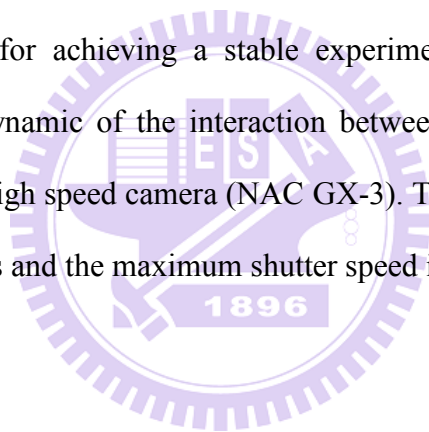 for achieving a stable experime
ynamic of the interaction betwee
E S A
igh speed camera (NAC GX-3). T
s and the maximum shutter speed i
1896